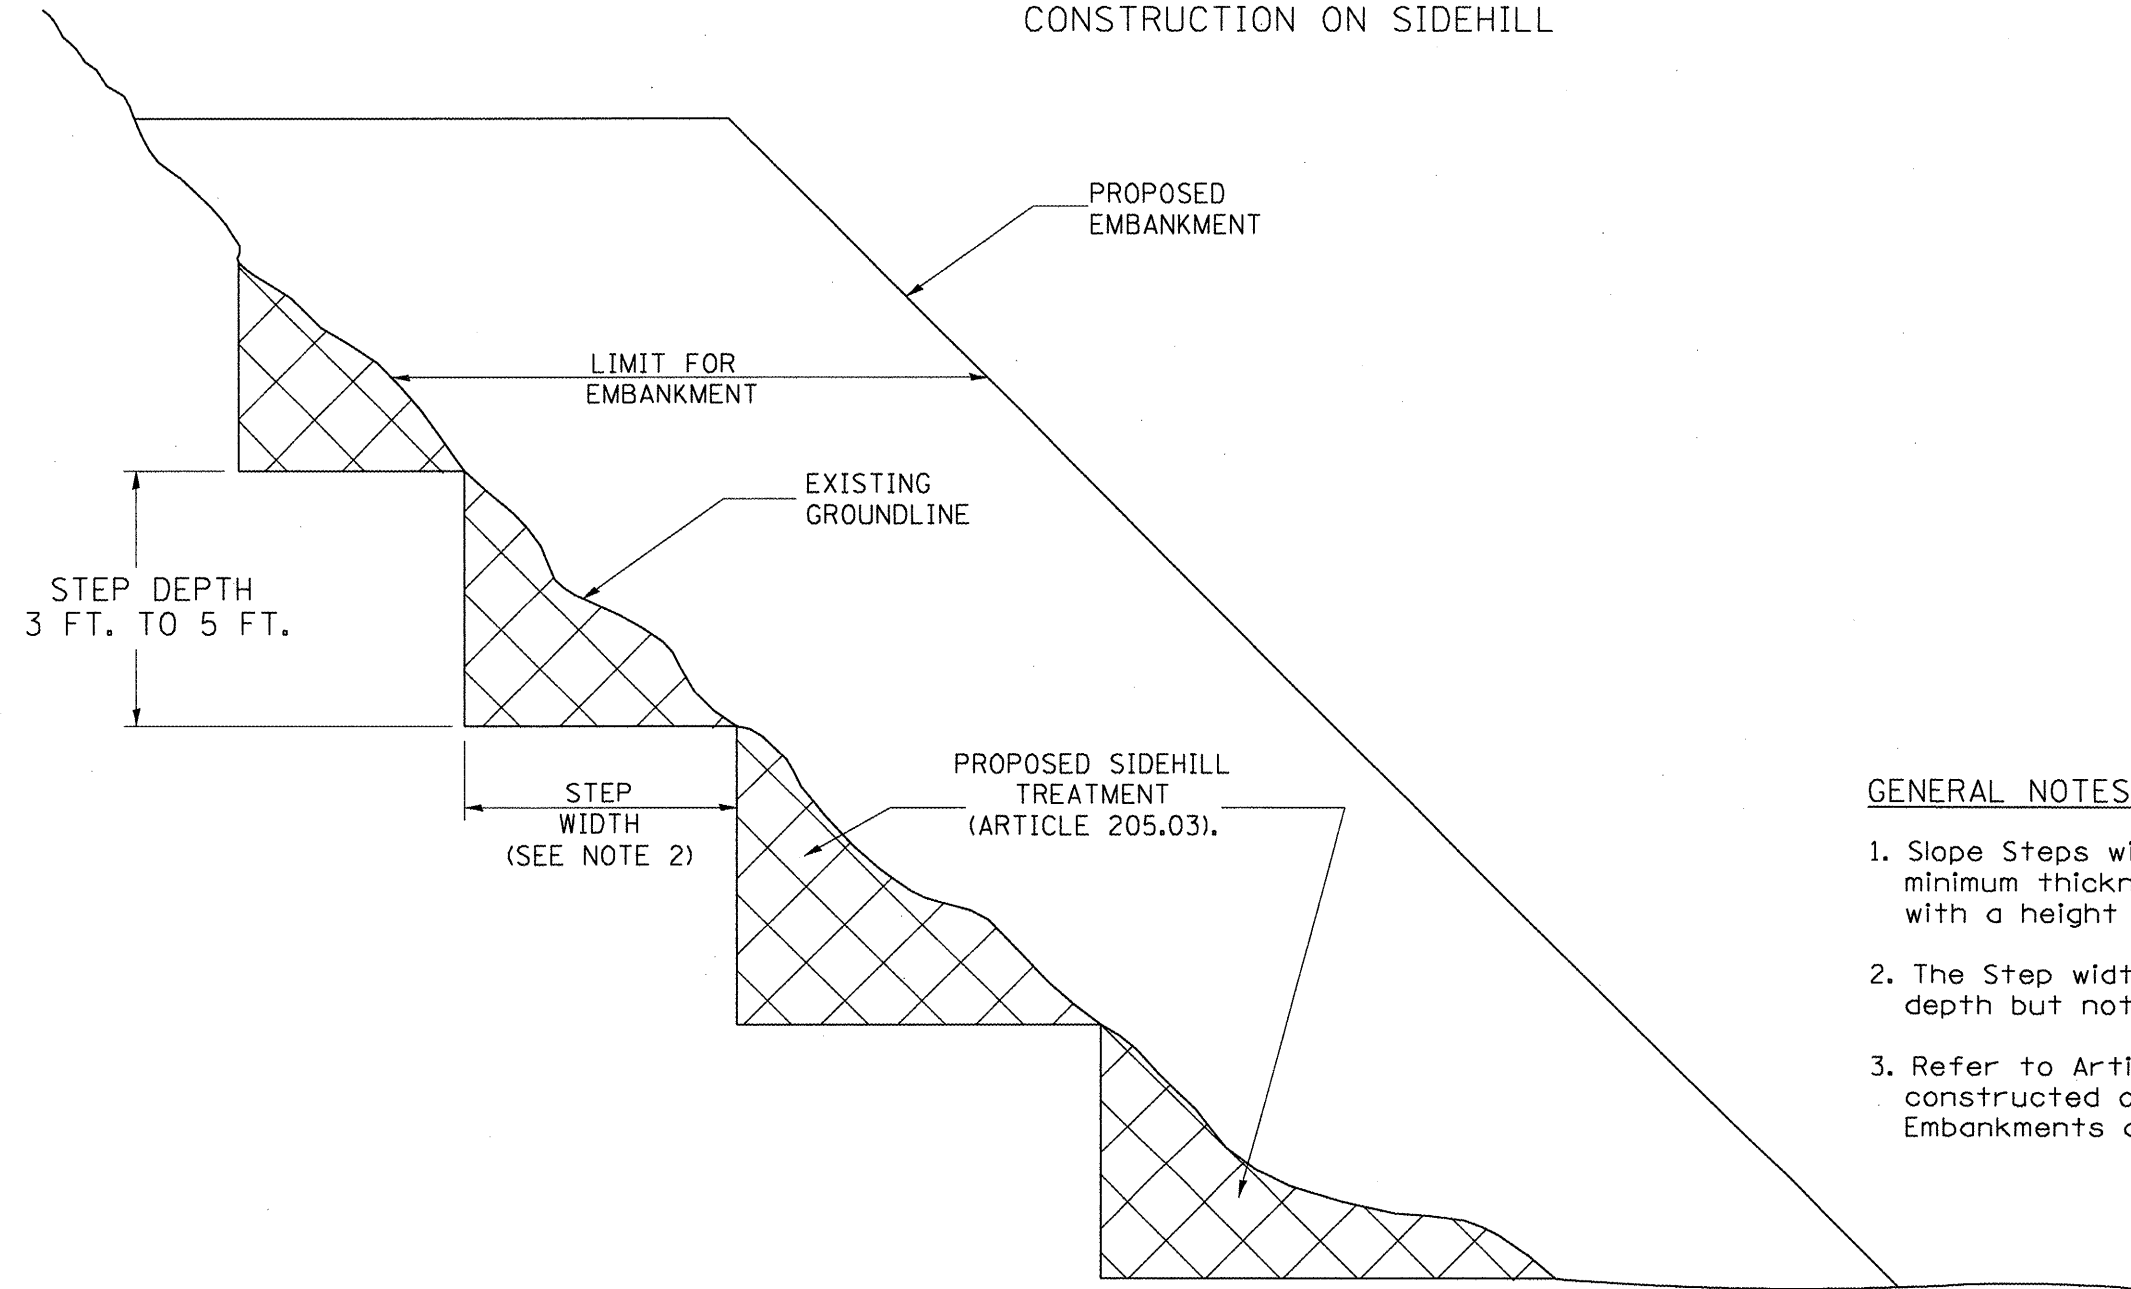 CONSTRUCTION ON SIDEHILL
PROPOSED
EMBANKMENT
LIMIT FOR
EMBANKMENT
EXISTING
GROUNDLINE
STEP DEPTH
3 FT. TO 5 FT.
STEP
WIDTH
(SEE NOTE 2)
PROPOSED SIDEHILL
TREATMENT
(ARTICLE 205.03).
GENERAL NOTES
1. Slope Steps
minimum
with a height
2. The Step
depth but not
3. Refer to
constructed
Embankments